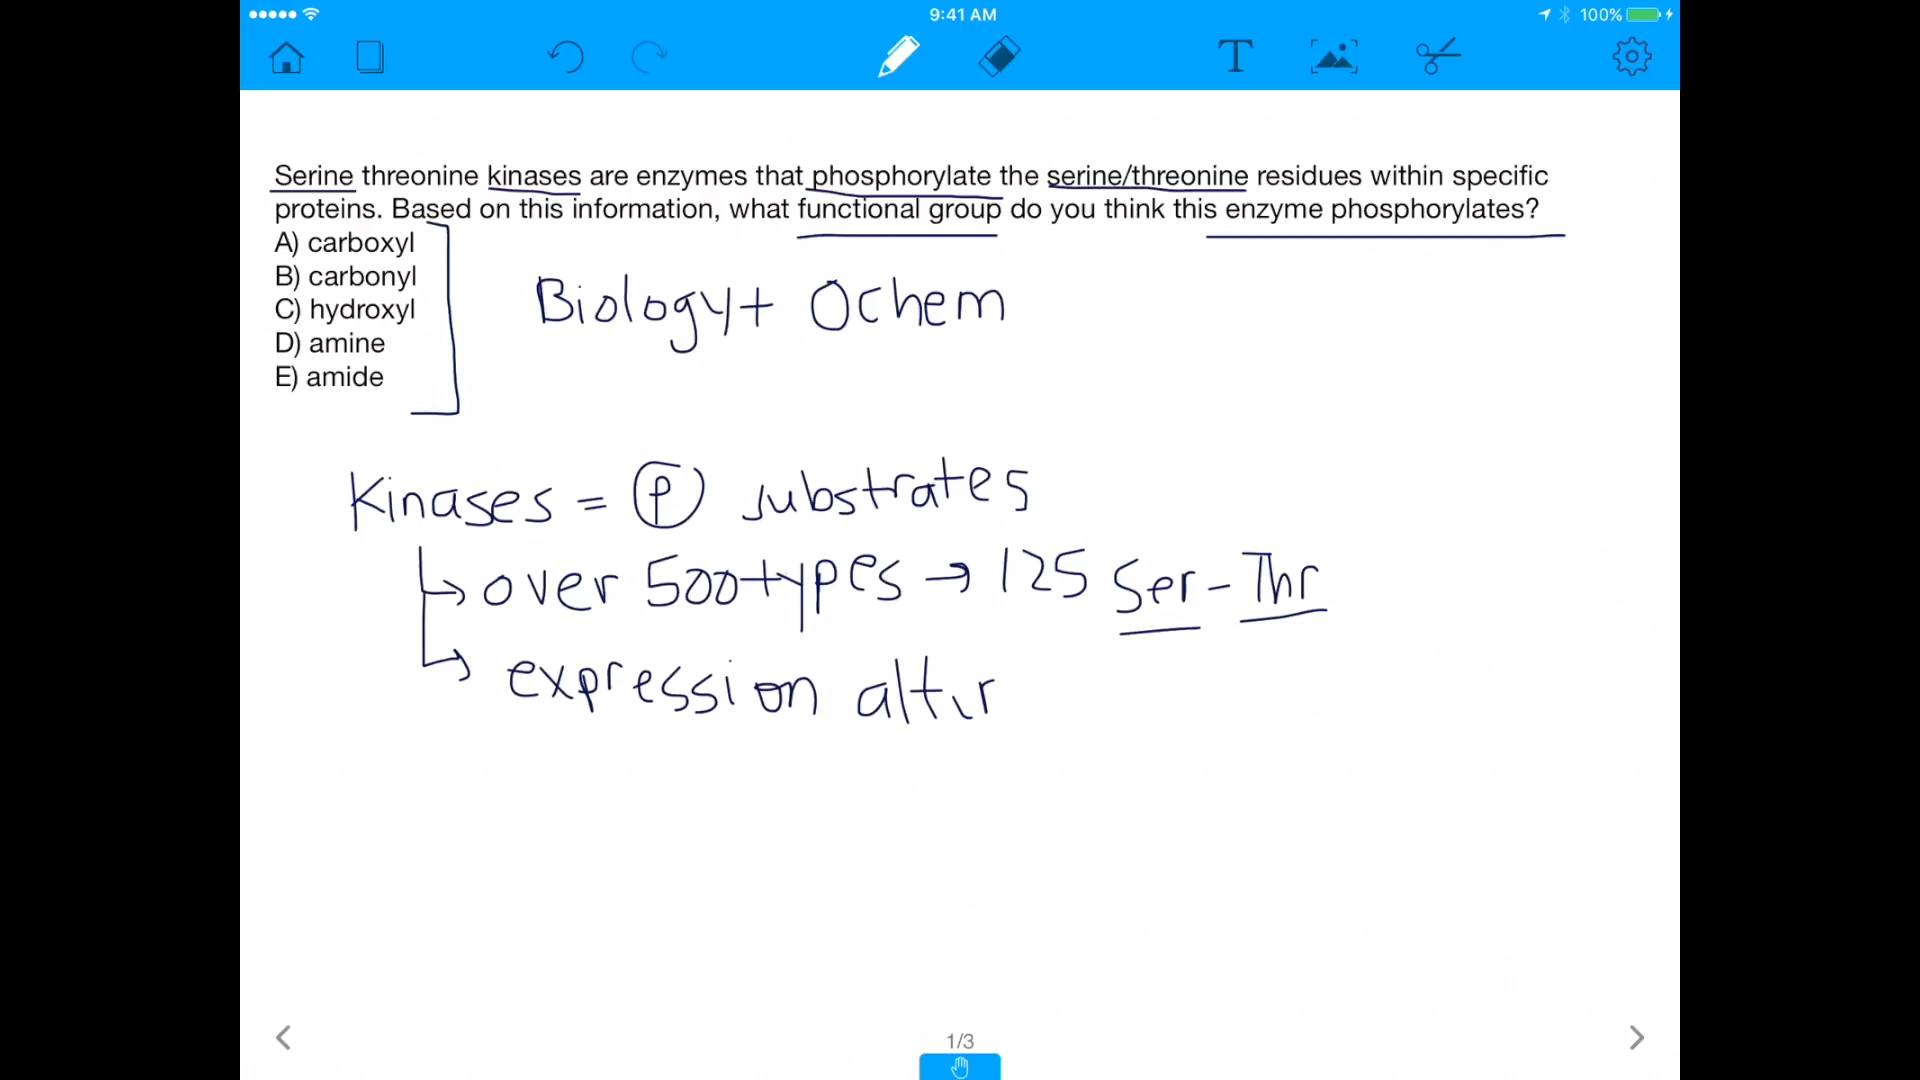 9:41 AM
100%
T
Serine threonine kinases are enzymes that phosphorylate the serine/threonine residues within specific
proteins. Based on this information, what functional group do you think this enzyme phosphorylates?
A) carboxyl
B) carbonyl
C) hydroxyl
D) amine
E) amide
Biology + Ochem
Kinases = P substrates
↳ over 500 types → 125 Ser - Thr
↳ expression alter
1/3